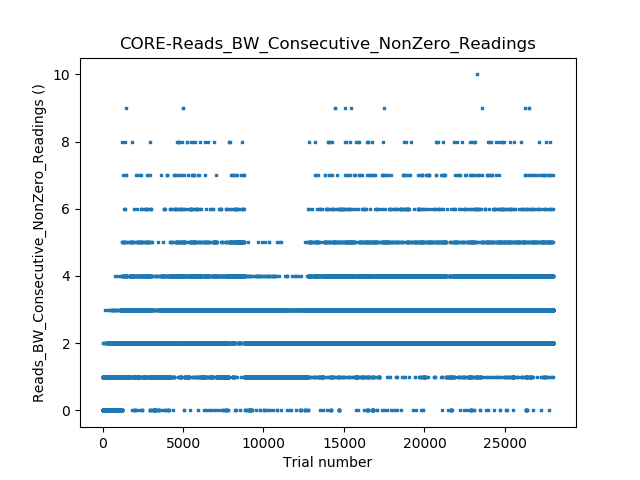 CORE-Reads_BW_Consecutive_NonZero_Readings
Reads_BW_Consecutive_NonZero_Readings ()
10
8
6
4
2
0
0 5000 10000 15000 20000 25000
Trial number